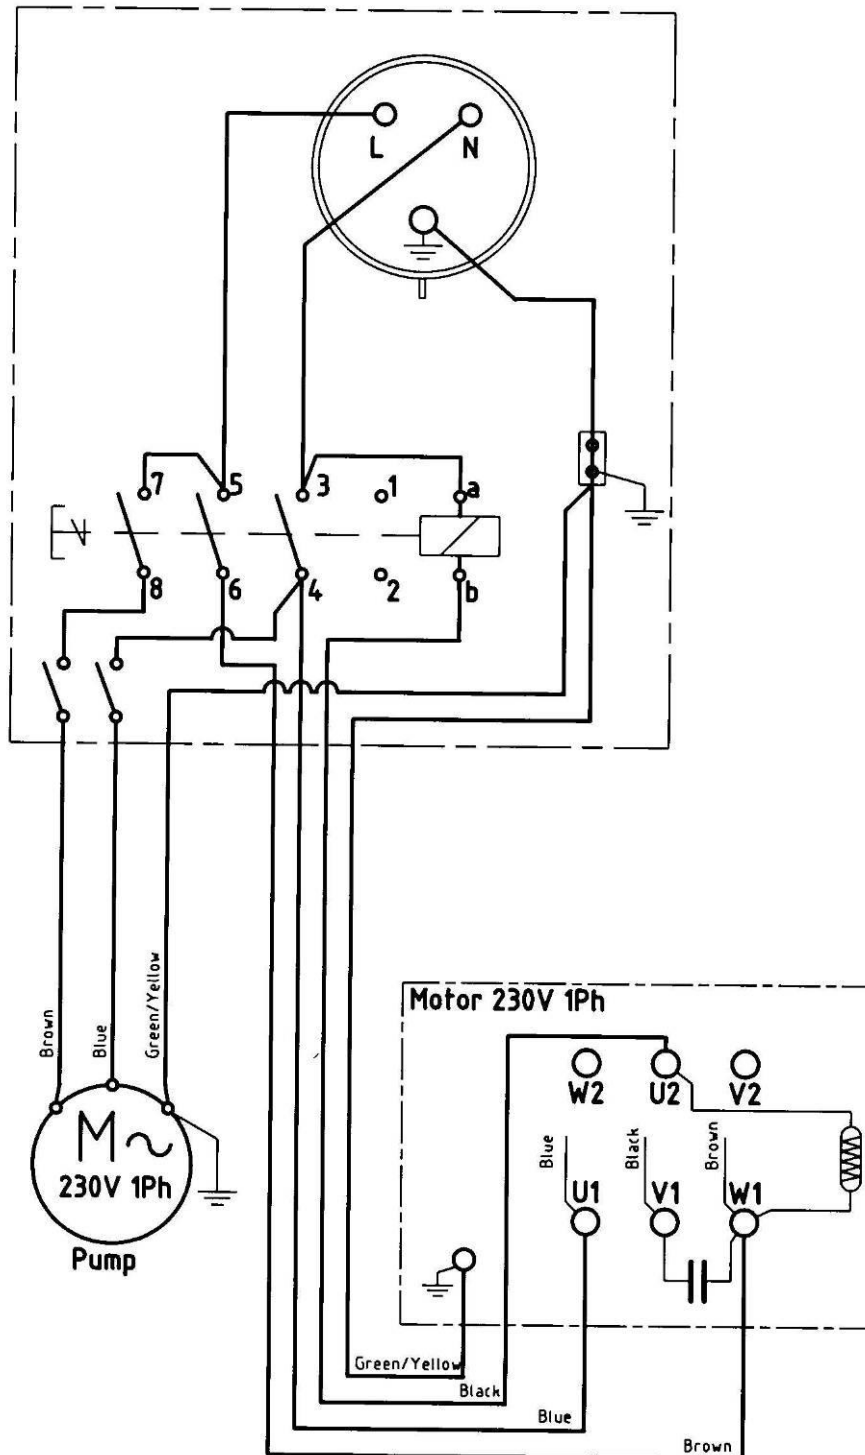 L N
7 5 3 1 a
8 6 4 2 b
Brown
Blue
Green/Yellow
M ~
230V 1Ph
Pump
Motor 230V 1Ph
W2 U2 V2
Blue
Black
Brown
U1 V1 W1
Green/Yellow
Black
Blue
Brown